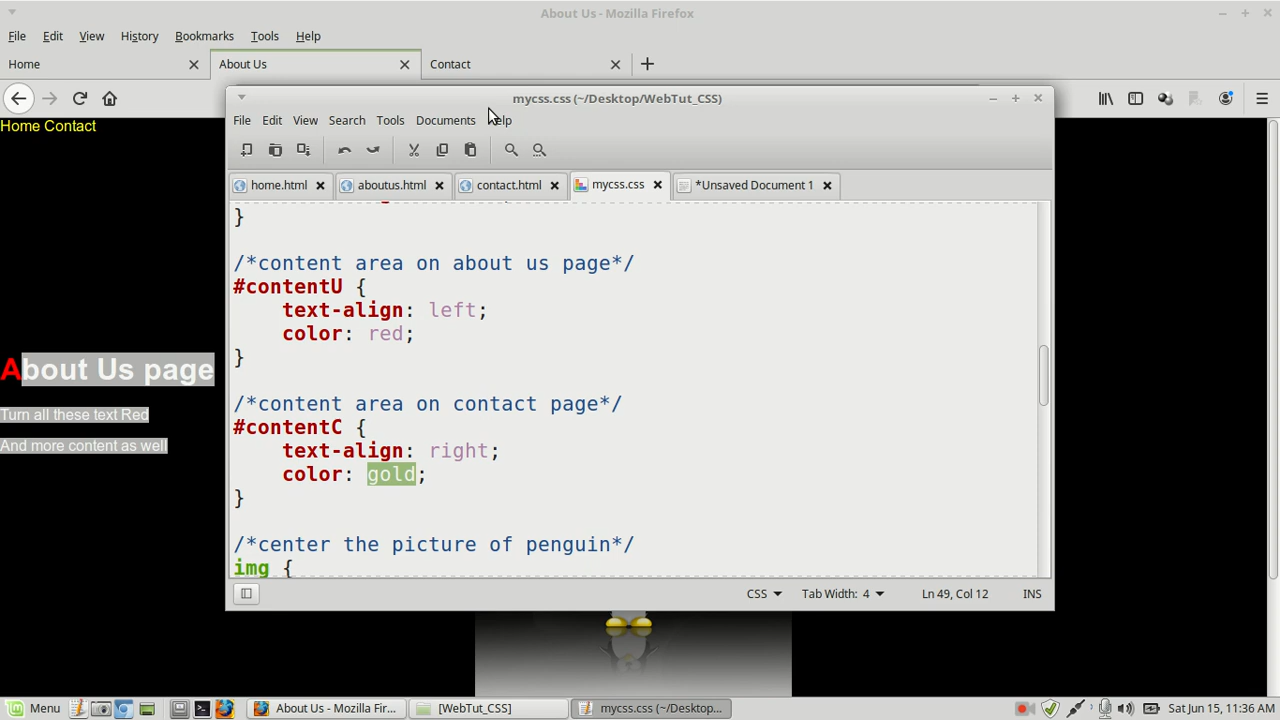 About Us - Mozilla Firefox
File Edit View History Bookmarks Tools Help
Home
About Us
Contact
mycss.css (~/Desktop/WebTut_CSS)
File Edit View Search Tools Documents Help
home.html
aboutus.html
contact.html
mycss.css
*Unsaved Document 1
Home Contact
}
/*content area on about us page*/
#contentU {
text-align: left;
color: red;
}
/*content area on contact page*/
#contentC {
text-align: right;
color: gold;
}
/*center the picture of penguin*/
img {
About Us page
Turn all these text Red
And more content as well
CSS
Tab Width: 4
Ln 49, Col 12
INS
Menu
About Us - Mozilla Fir...
[WebTut_CSS]
mycss.css (~/Desktop...
Sat Jun 15, 11:36 AM